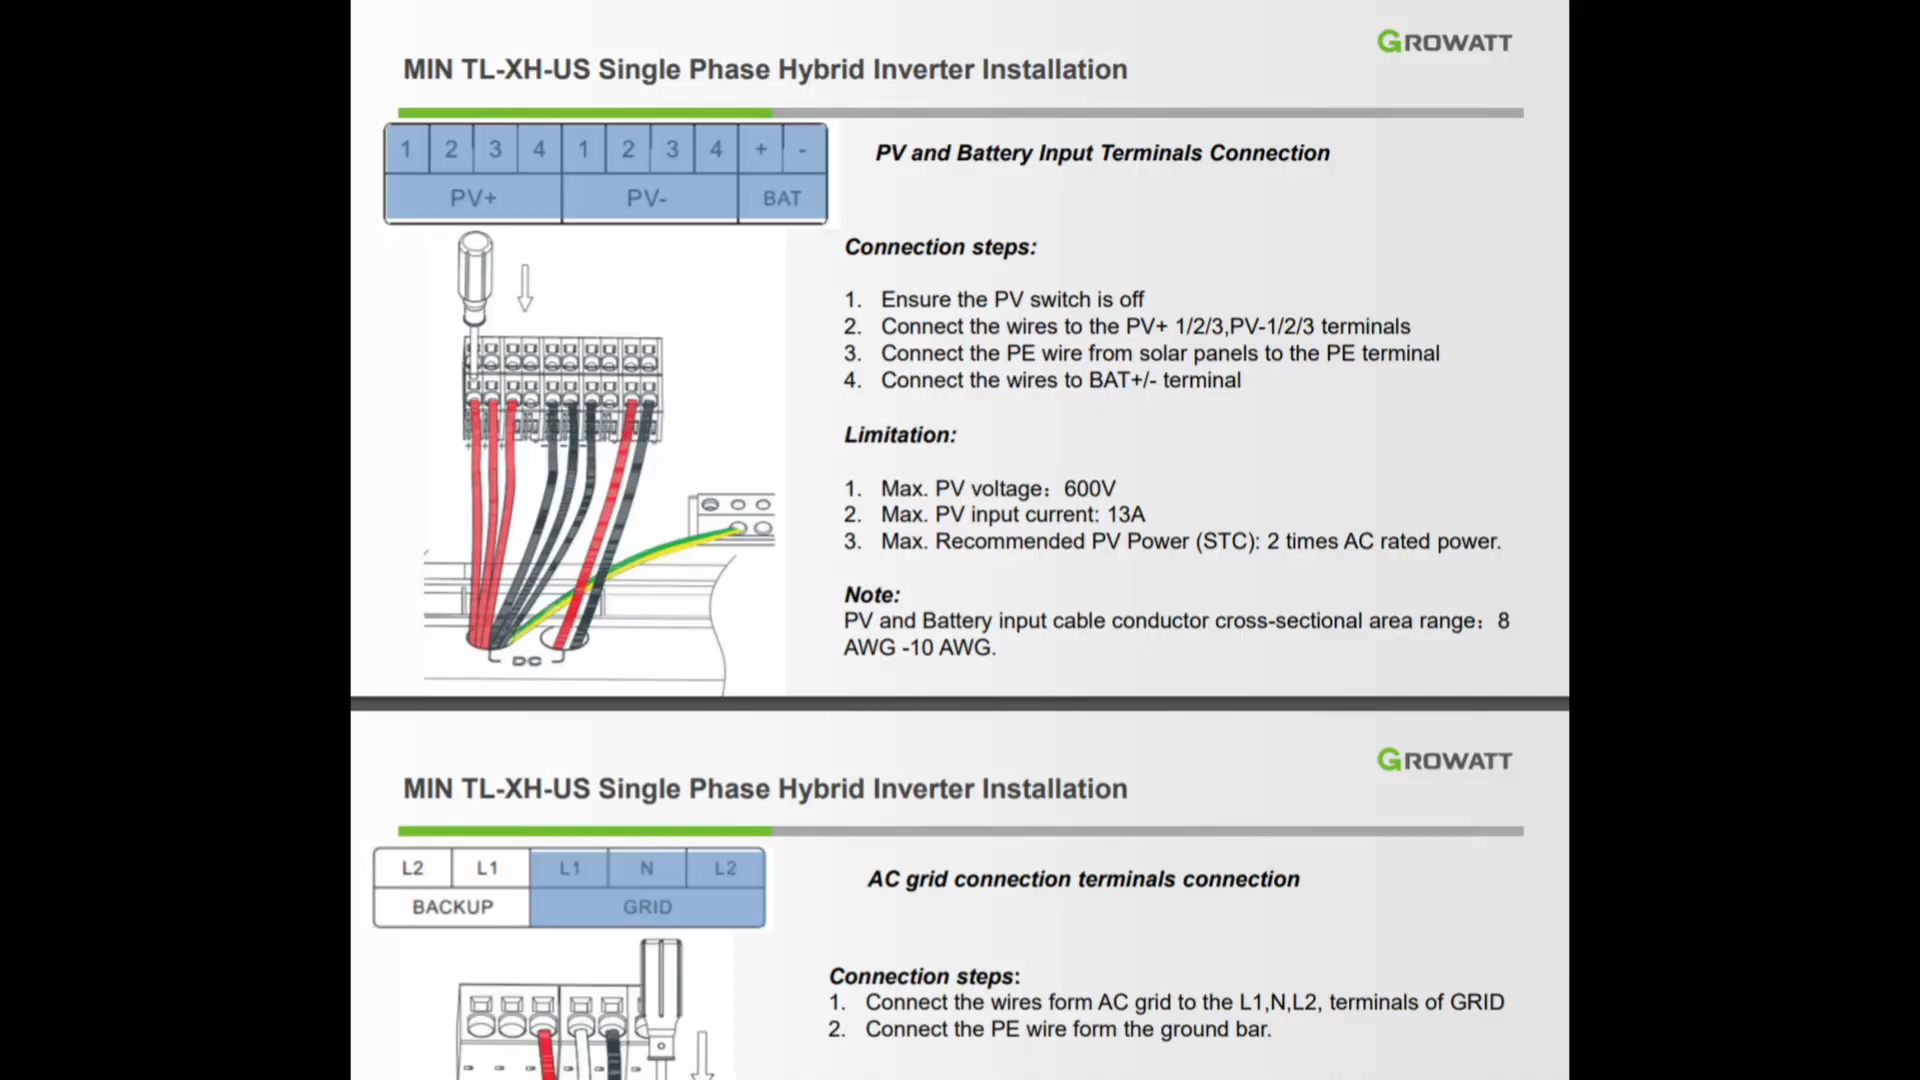 GROWATT
MIN TL-XH-US Single Phase Hybrid Inverter Installation
1 2 3 4 1 2 3 4 + -
PV+ PV- BAT
PV and Battery Input Terminals Connection
Connection steps:
1. Ensure the PV switch is off
2. Connect the wires to the PV+ 1/2/3,PV-1/2/3 terminals
3. Connect the PE wire from solar panels to the PE terminal
4. Connect the wires to BAT+/- terminal
Limitation:
1. Max. PV voltage：600V
2. Max. PV input current: 13A
3. Max. Recommended PV Power (STC): 2 times AC rated power.
Note:
PV and Battery input cable conductor cross-sectional area range：8
AWG -10 AWG.
DC
GROWATT
MIN TL-XH-US Single Phase Hybrid Inverter Installation
L2 L1 L1 N L2
BACKUP GRID
AC grid connection terminals connection
Connection steps:
1. Connect the wires form AC grid to the L1,N,L2, terminals of GRID
2. Connect the PE wire form the ground bar.